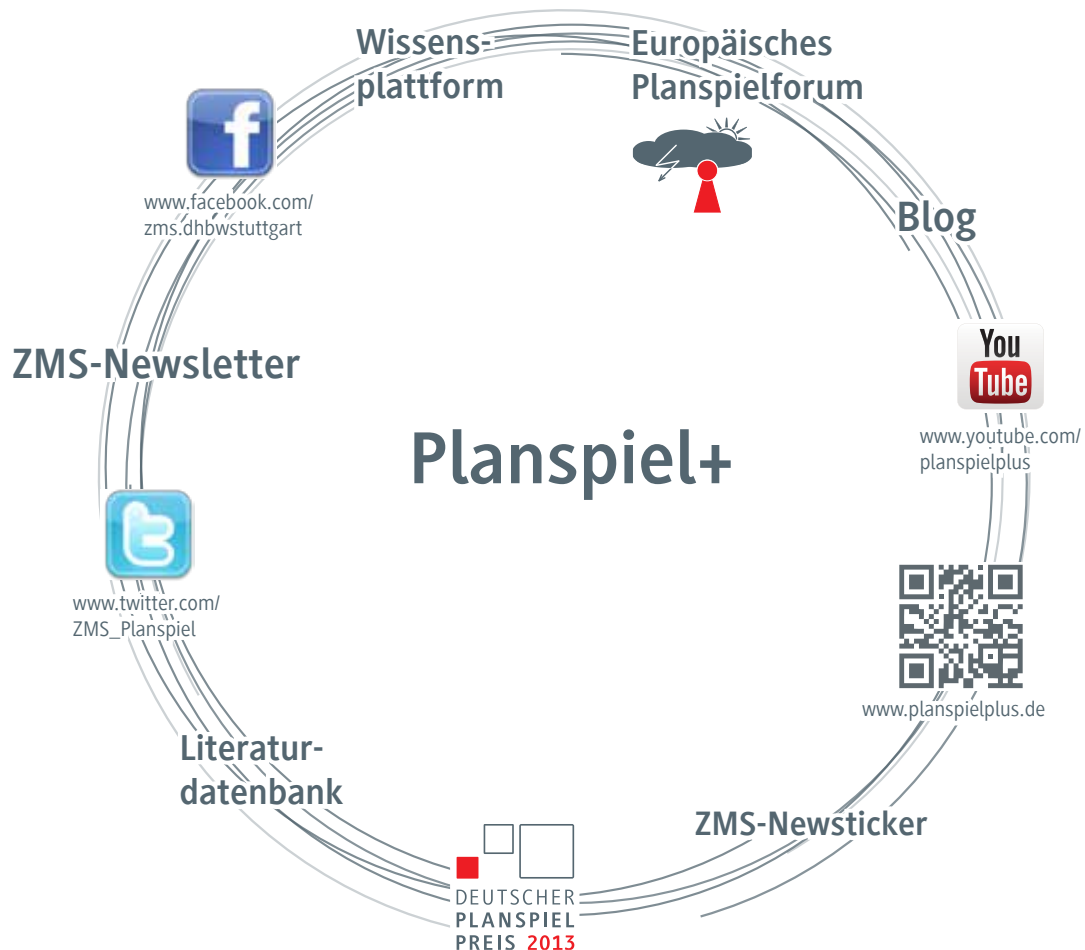 Wissens-
plattform
Europäisches
Planspielforum
f
www.facebook.com/
zms.dhbwstuttgart
Blog
ZMS-Newsletter
You
Tube
www.youtube.com/
planspielplus
Planspiel+
t
www.twitter.com/
ZMS_Planspiel
www.planspielplus.de
Literatur-
datenbank
ZMS-Newsticker
DEUTSCHER
PLANSPIEL
PREIS 2013